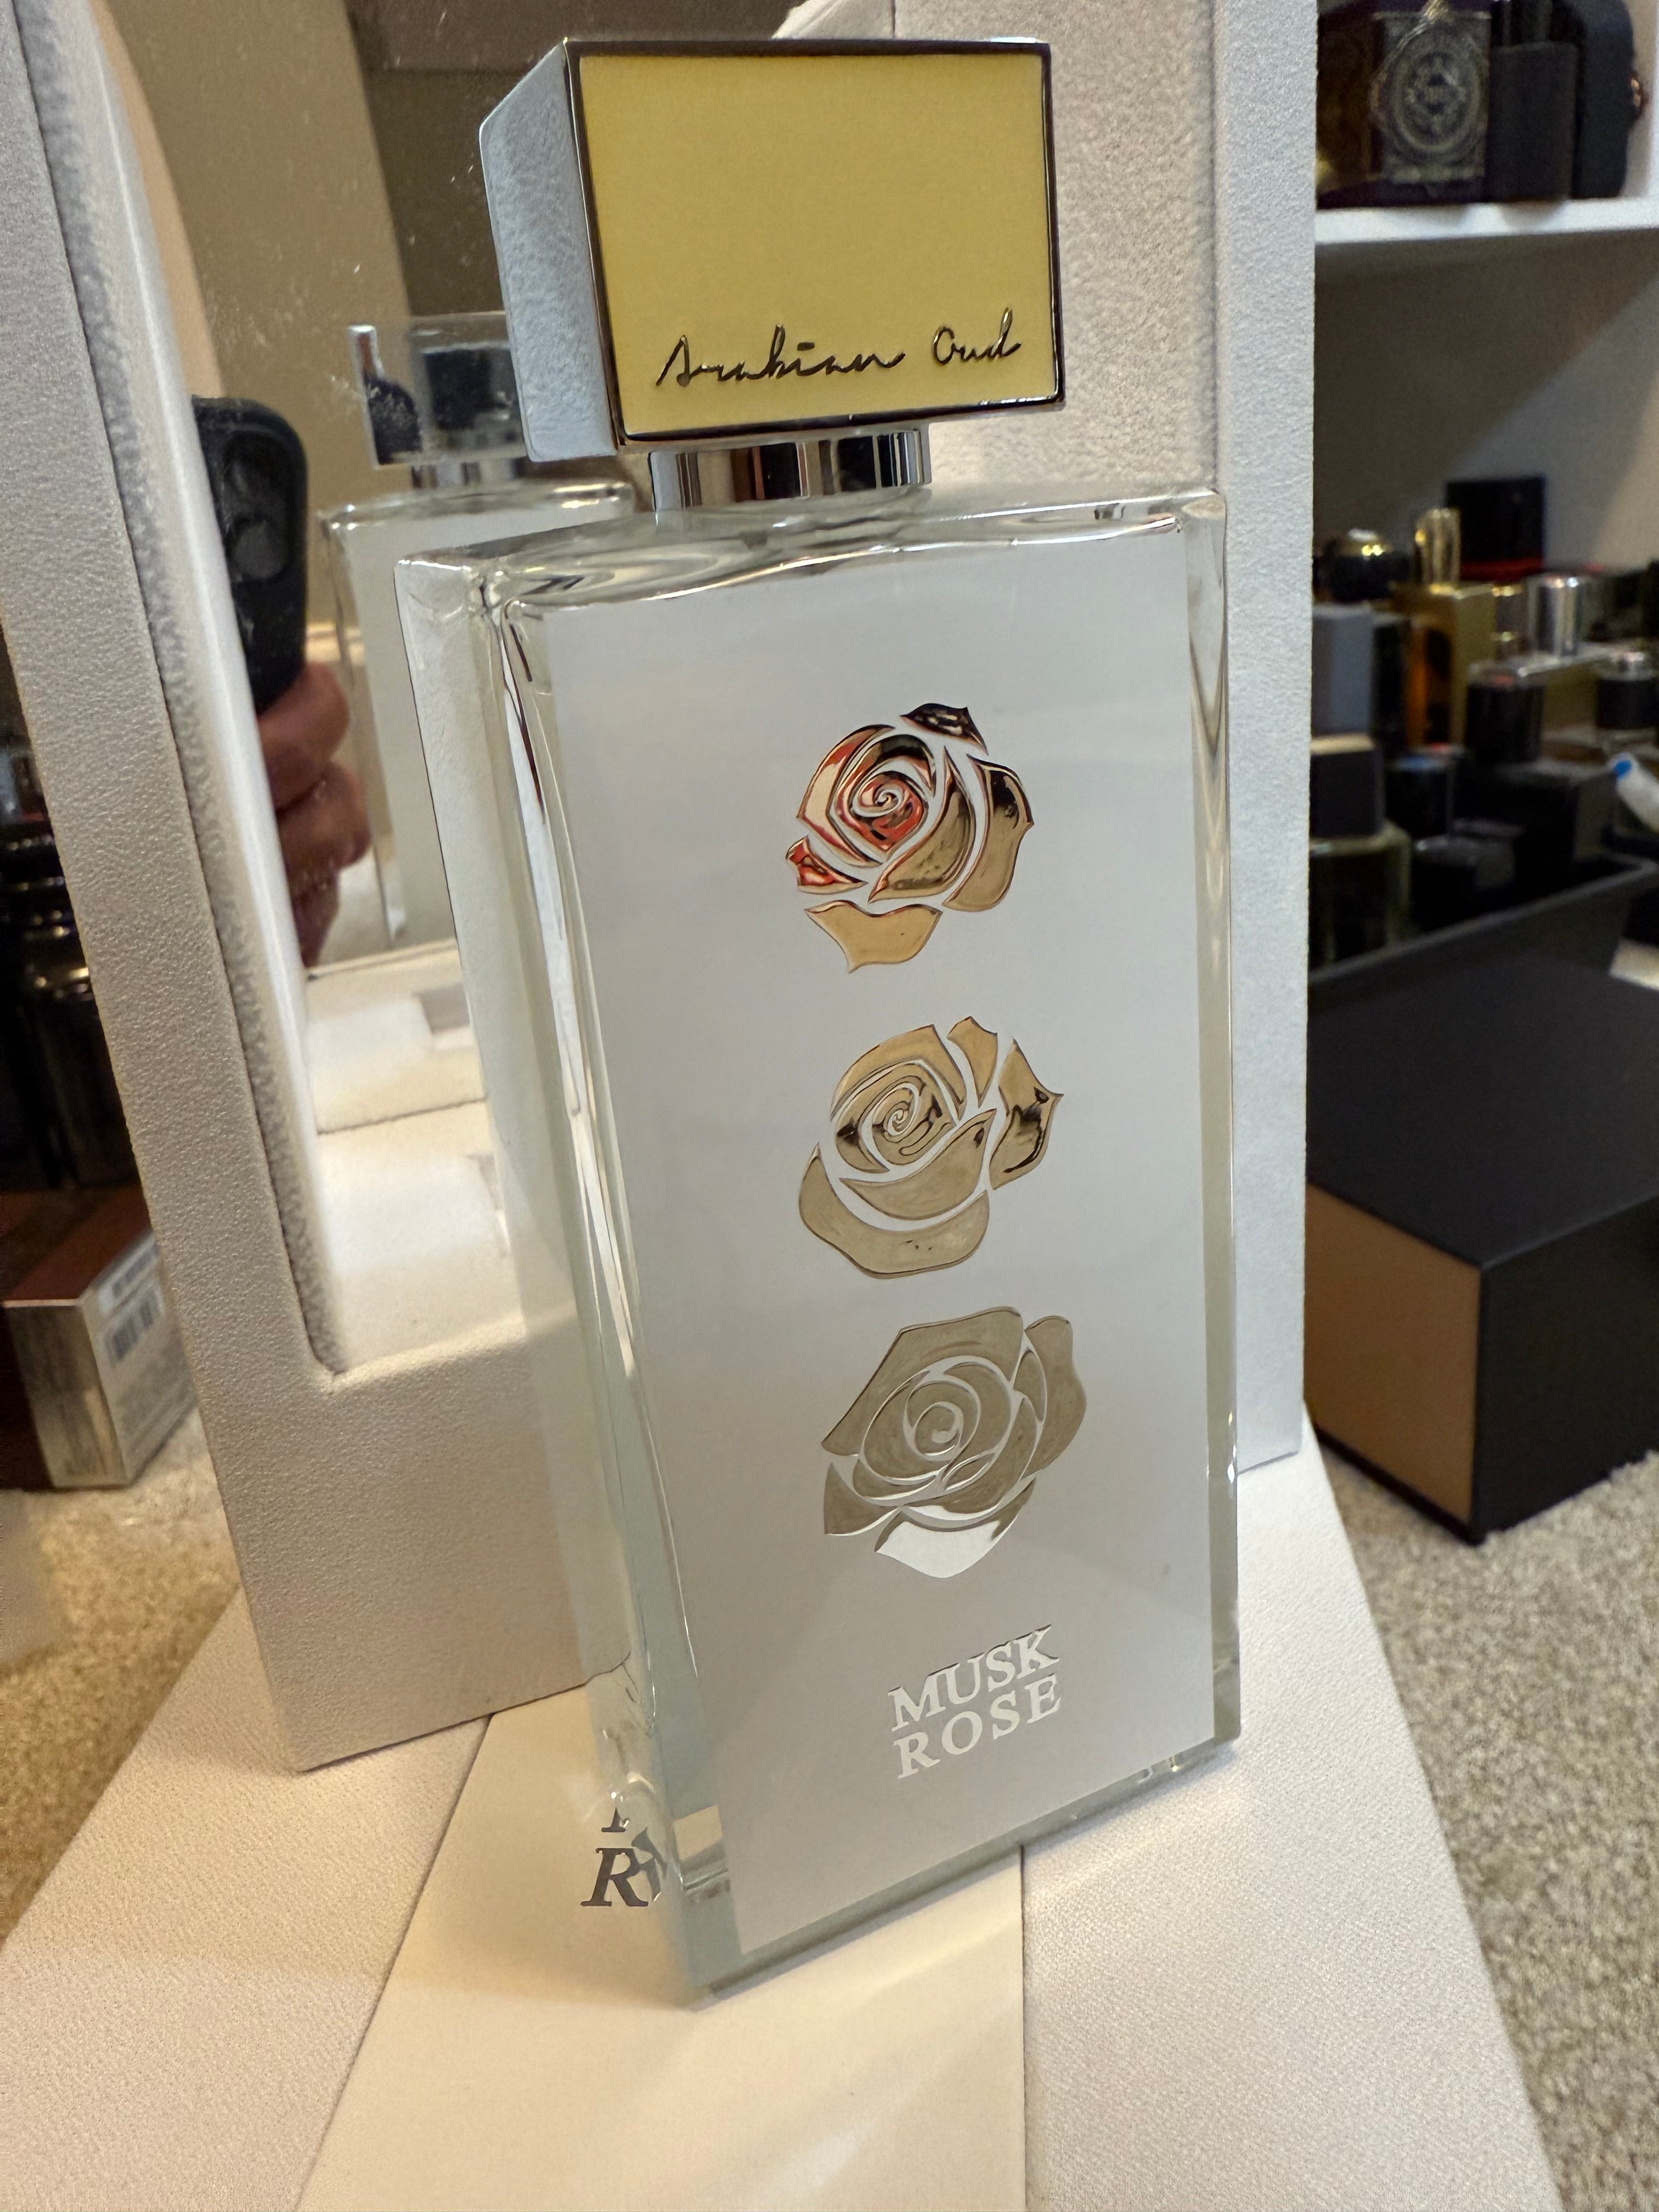 Arabian Oud
MUSK
ROSE
R